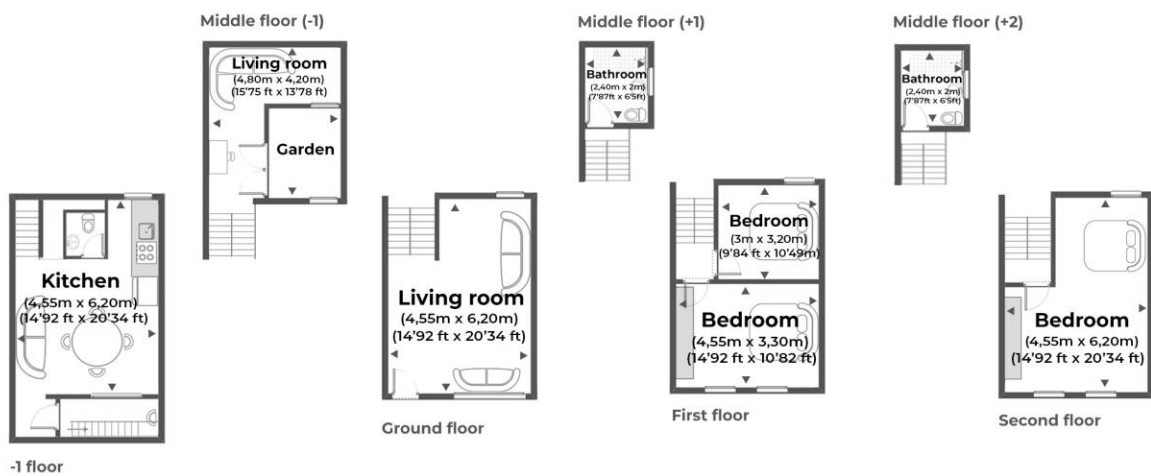 Middle floor (-1)
Living room
(4,80m x 4,20m)
(15'75 ft x 13'78 ft)
Garden
Middle floor (+1)
Bathroom
(2,40m x 2m)
(7'87ft x 6'5ft)
Middle floor (+2)
Bathroom
(2,40m x 2m)
(7'87ft x 6'5ft)
Kitchen
(4,55m x 6,20m)
(14'92 ft x 20'34 ft)
-1 floor
Living room
(4,55m x 6,20m)
(14'92 ft x 20'34 ft)
Ground floor
Bedroom
(3m x 3,20m)
(9'84 ft x 10'49m)
Bedroom
(4,55m x 3,30m)
(14'92 ft x 10'82 ft)
First floor
Bedroom
(4,55m x 6,20m)
(14'92 ft x 20'34 ft)
Second floor